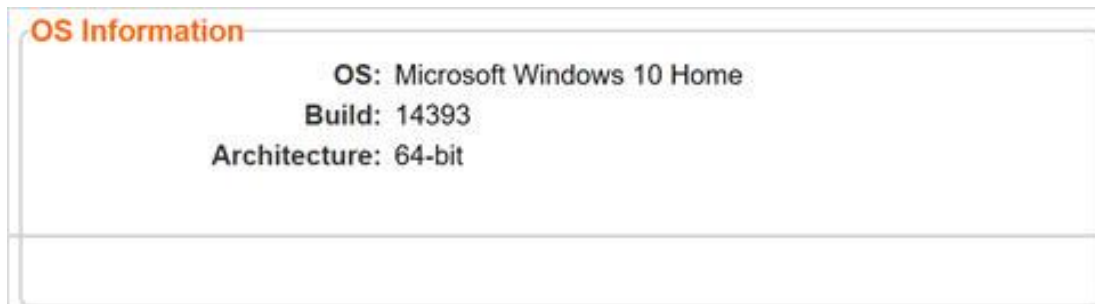 OS Information
OS: Microsoft Windows 10 Home
Build: 14393
Architecture: 64-bit